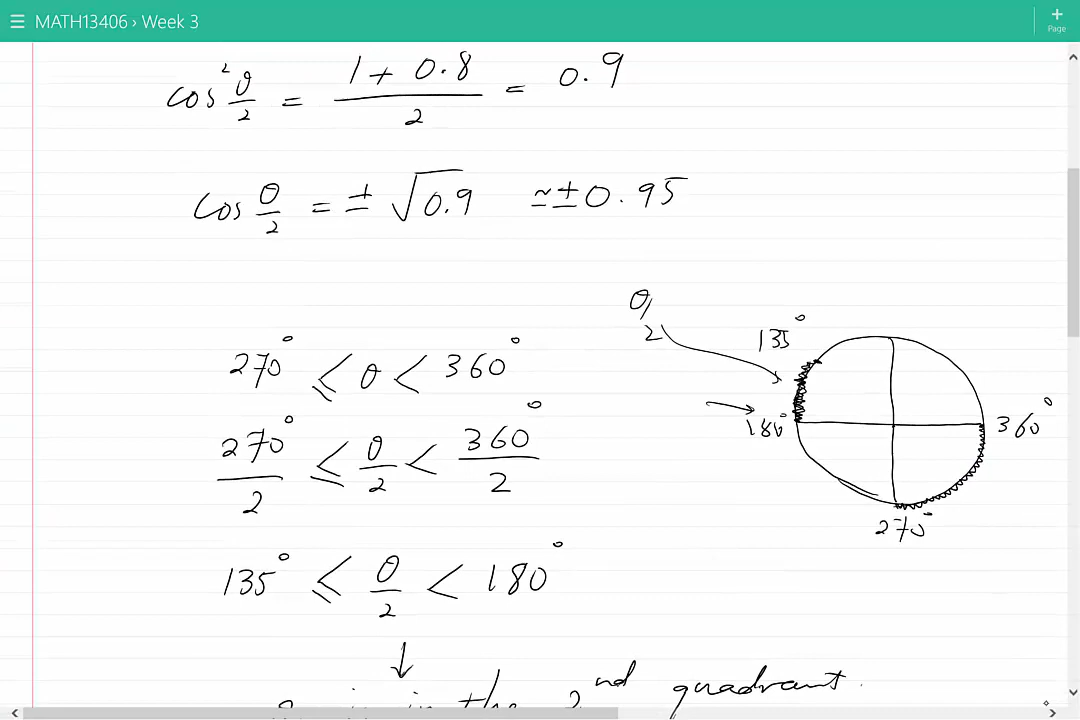 ☰ MATH13406 › Week 3
+ Page
cos² θ/2 = (1 + 0.8)/2 = 0.9
cos θ/2 = ± √0.9 ≃ ± 0.95
θ/2
135°
180°
360°
270°
270° ≤ θ < 360°
270°/2 ≤ θ/2 < 360°/2
135° ≤ θ/2 < 180°
↓
in the 2nd quadrant.